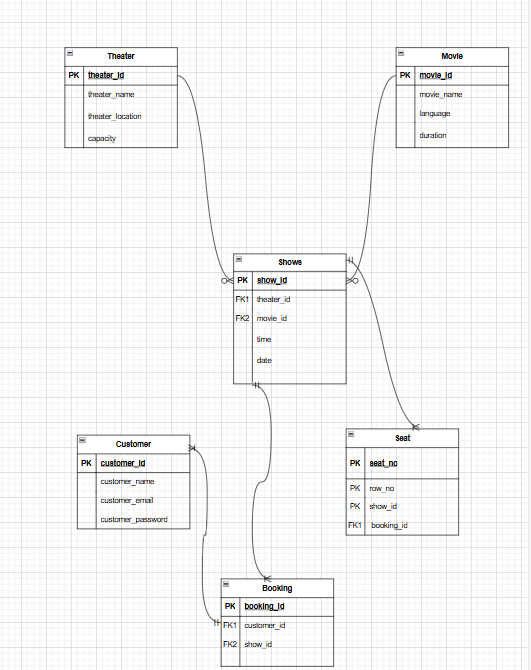 Theater
PK theater_id
theater_name
theater_location
capacity
Movie
PK movie_id
movie_name
language
duration
Shows
PK show_id
FK1 theater_id
FK2 movie_id
time
date
Customer
PK customer_id
customer_name
customer_email
customer_password
Seat
PK seat_no
PK row_no
PK show_id
FK1 booking_id
Booking
PK booking_id
FK1 customer_id
FK2 show_id